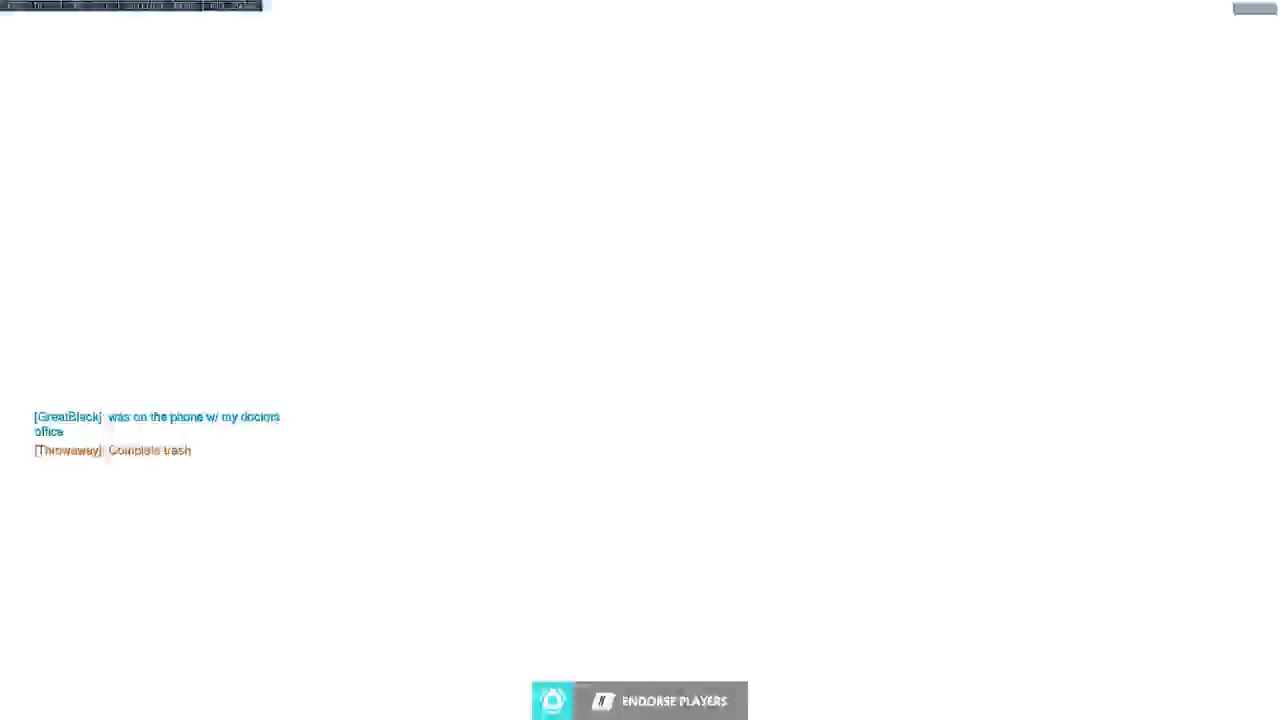 [GreatBlack]: was on the phone w/ my doctors
office
[Throwaway]: Complete trash
ENDORSE PLAYERS